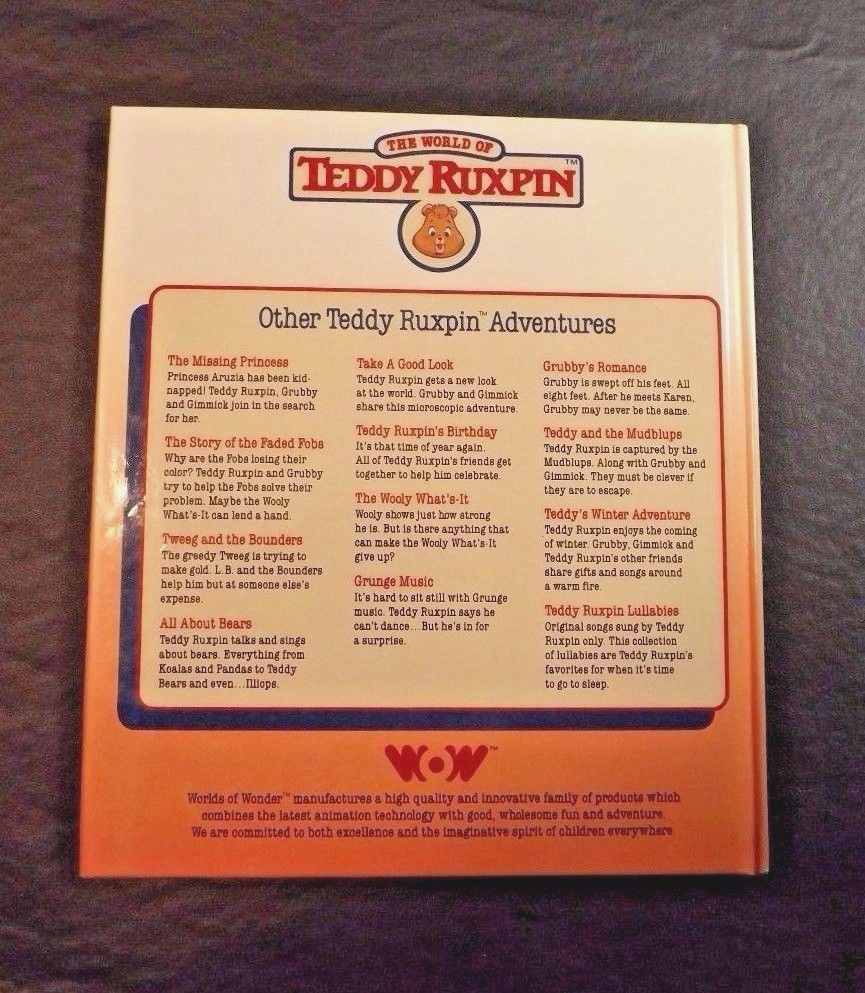 THE WORLD OF
TEDDY RUXPIN™
Other Teddy Ruxpin™ Adventures
The Missing Princess
Princess Aruzia has been kid-
napped! Teddy Ruxpin, Grubby
and Gimmick join in the search
for her.
The Story of the Faded Fobs
Why are the Fobs losing their
color? Teddy Ruxpin and Grubby
try to help the Fobs solve their
problem. Maybe the Wooly
What's-It can lend a hand.
Tweeg and the Bounders
The greedy Tweeg is trying to
make gold. L.B. and the Bounders
help him but at someone else's
expense.
All About Bears
Teddy Ruxpin talks and sings
about bears. Everything from
Koalas and Pandas to Teddy
Bears and even...Illiops.
Take A Good Look
Teddy Ruxpin gets a new look
at the world. Grubby and Gimmick
share this microscopic adventure.
Teddy Ruxpin's Birthday
It's that time of year again.
All of Teddy Ruxpin's friends get
together to help him celebrate.
The Wooly What's-It
Wooly shows just how strong
he is. But is there anything that
can make the Wooly What's-It
give up?
Grunge Music
It's hard to sit still with Grunge
music. Teddy Ruxpin says he
can't dance...But he's in for
a surprise.
Grubby's Romance
Grubby is swept off his feet. All
eight feet. After he meets Karen,
Grubby may never be the same.
Teddy and the Mudblups
Teddy Ruxpin is captured by the
Mudblups. Along with Grubby and
Gimmick. They must be clever if
they are to escape.
Teddy's Winter Adventure
Teddy Ruxpin enjoys the coming
of winter. Grubby, Gimmick and
Teddy Ruxpin's other friends
share gifts and songs around
a warm fire.
Teddy Ruxpin Lullabies
Original songs sung by Teddy
Ruxpin only. This collection
of lullabies are Teddy Ruxpin's
favorites for when it's time
to go to sleep.
WOW™
Worlds of Wonder™ manufactures a high quality and innovative family of products which
combines the latest animation technology with good, wholesome fun and adventure.
We are committed to both excellence and the imaginative spirit of children everywhere.